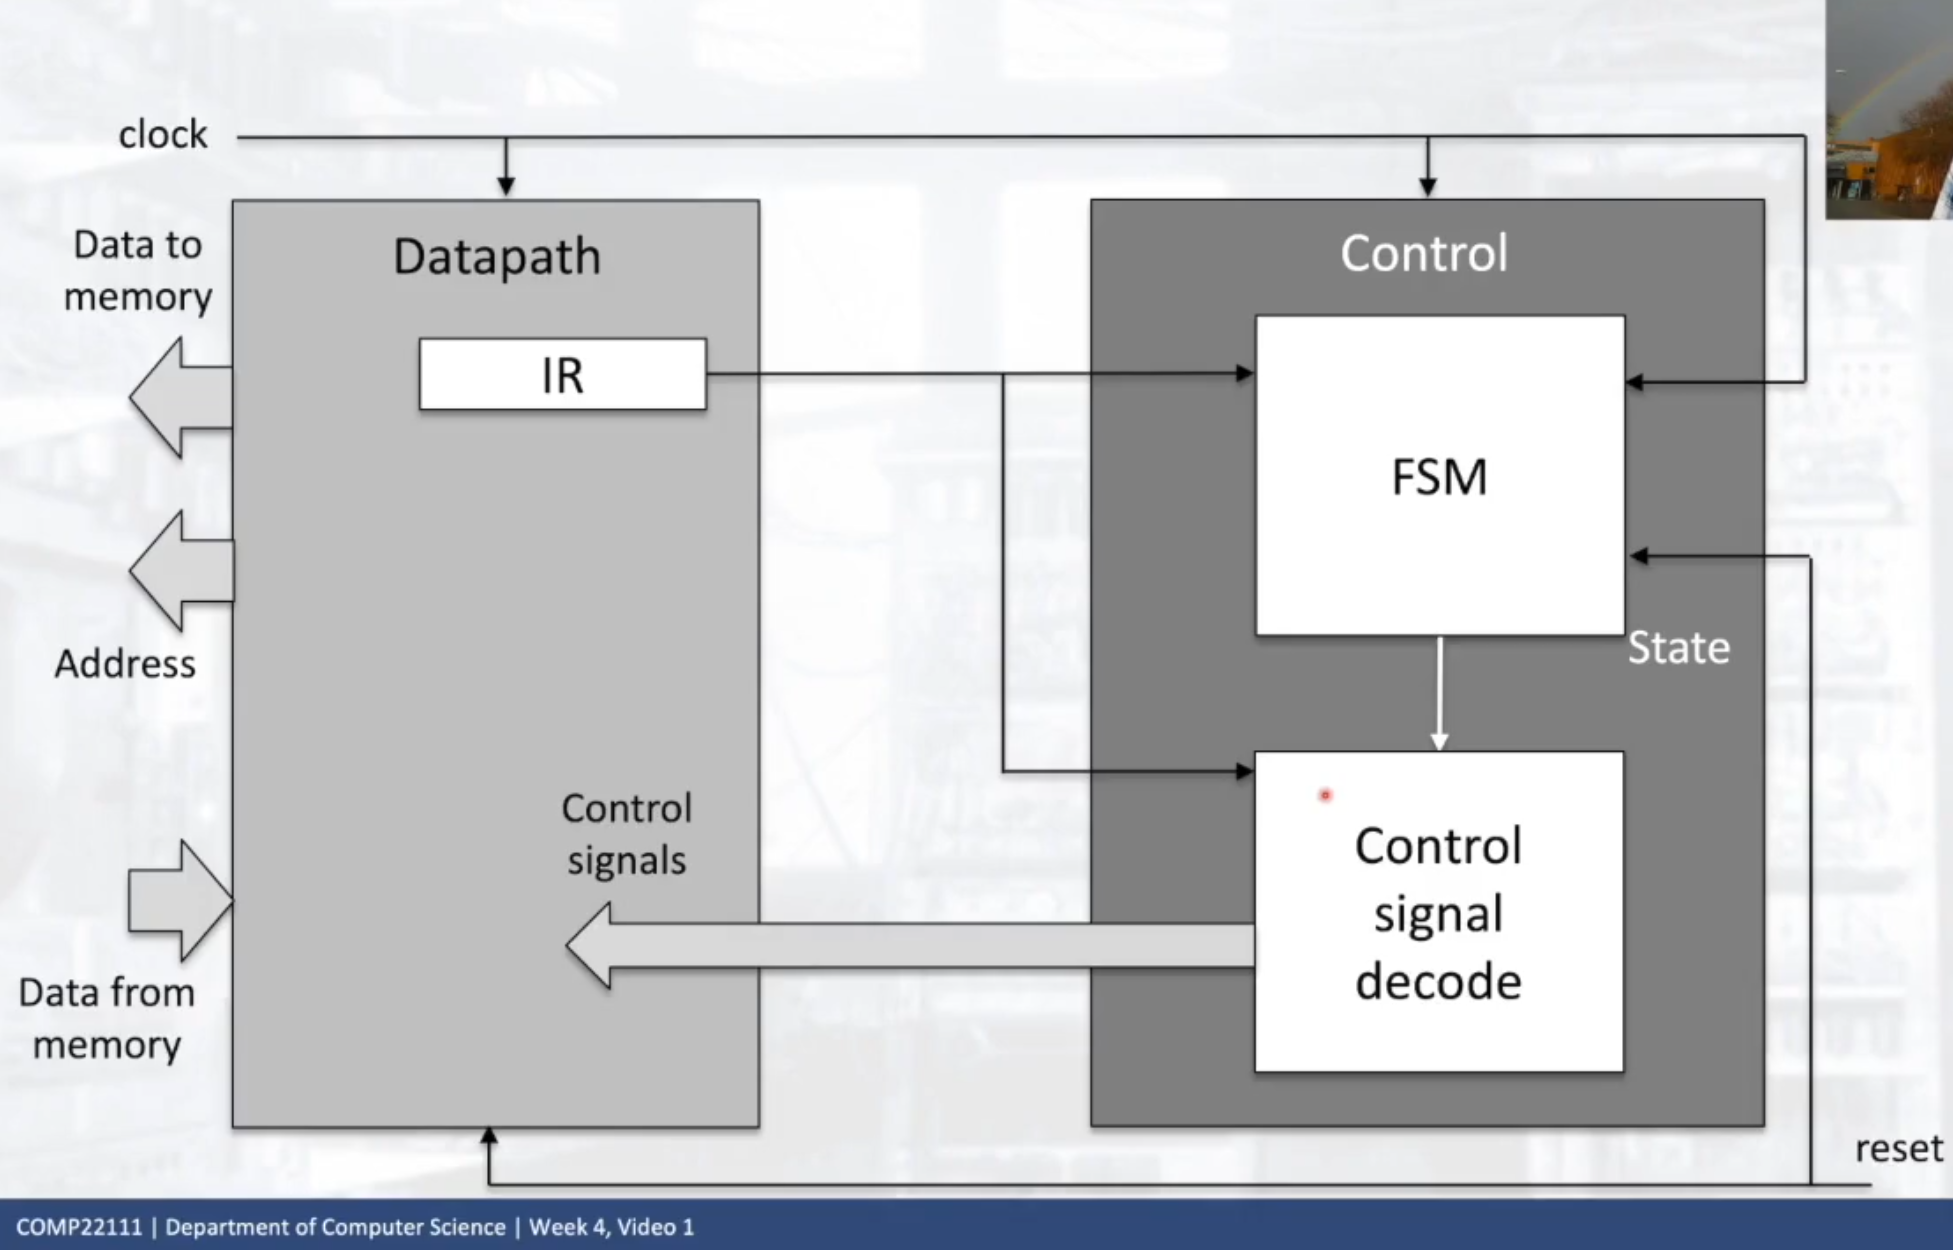 clock
Data to
memory
Datapath
Control
IR
FSM
Address
State
Control
signals
Control
signal
decode
Data from
memory
reset
COMP22111 | Department of Computer Science | Week 4, Video 1